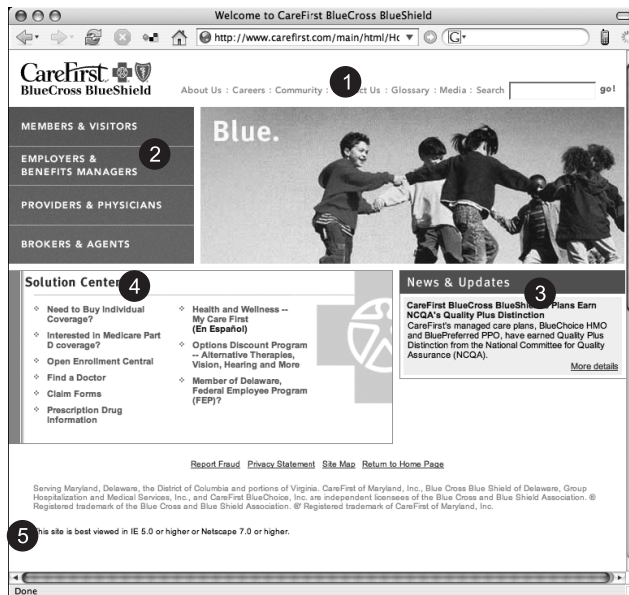 Welcome to CareFirst BlueCross BlueShield
http://www.carefirst.com/main/html/Hc
G
CareFirst
BlueCross BlueShield
About Us : Careers : Community : ct Us : Glossary : Media : Search go!
1
MEMBERS & VISITORS
Blue.
2
EMPLOYERS &
BENEFITS MANAGERS
PROVIDERS & PHYSICIANS
BROKERS & AGENTS
Solution Center
4
Need to Buy Individual
Coverage?
Interested in Medicare Part
D coverage?
Open Enrollment Central
Find a Doctor
Claim Forms
Prescription Drug
Information
Health and Wellness --
My Care First
(En Español)
Options Discount Program
-- Alternative Therapies,
Vision, Hearing and More
Member of Delaware,
Federal Employee Program
(FEP)?
News & Updates
3
CareFirst BlueCross BlueShield Plans Earn
NCQA's Quality Plus Distinction
CareFirst's managed care plans, BlueChoice HMO
and BluePreferred PPO, have earned Quality Plus
Distinction from the National Committee for Quality
Assurance (NCQA).
More details
Report Fraud Privacy Statement Site Map Return to Home Page
Serving Maryland, Delaware, the District of Columbia and portions of Virginia. CareFirst of Maryland, Inc., Blue Cross Blue Shield of Delaware, Group
Hospitalization and Medical Services, Inc., and CareFirst BlueChoice, Inc. are independent licensees of the Blue Cross and Blue Shield Association. ®
Registered trademark of the Blue Cross and Blue Shield Association. ®' Registered trademark of CareFirst of Maryland, Inc.
5
This site is best viewed in IE 5.0 or higher or Netscape 7.0 or higher.
Done